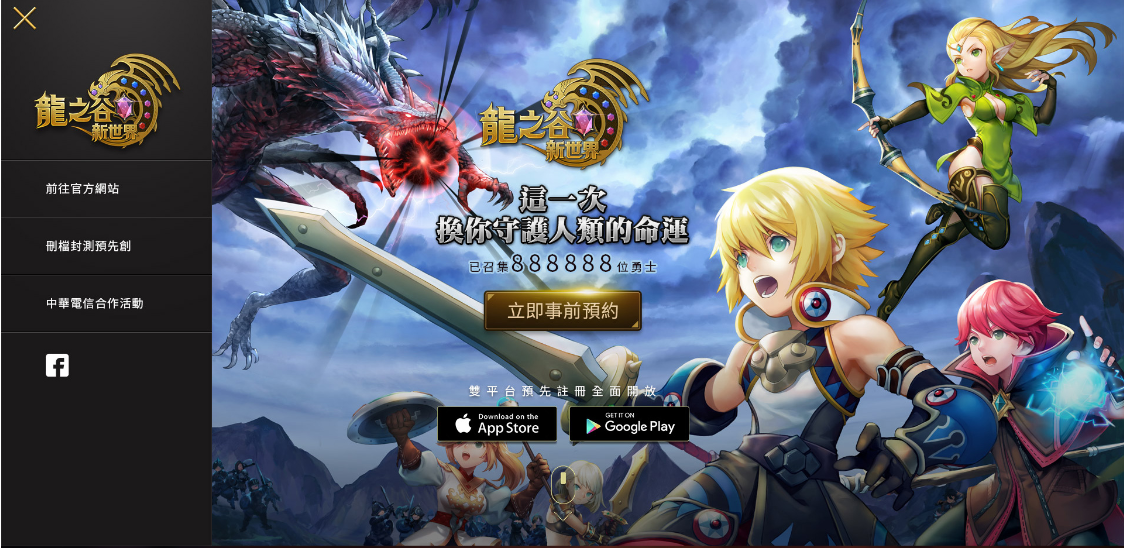 龍之谷
新世界
前往官方網站
刪檔封測預先創
中華電信合作活動
龍之谷
新世界
這一次
換你守護人類的命運
已召集888888位勇士
立即事前預約
雙平台預先註冊全面開放
Download on the
App Store
GET IT ON
Google Play